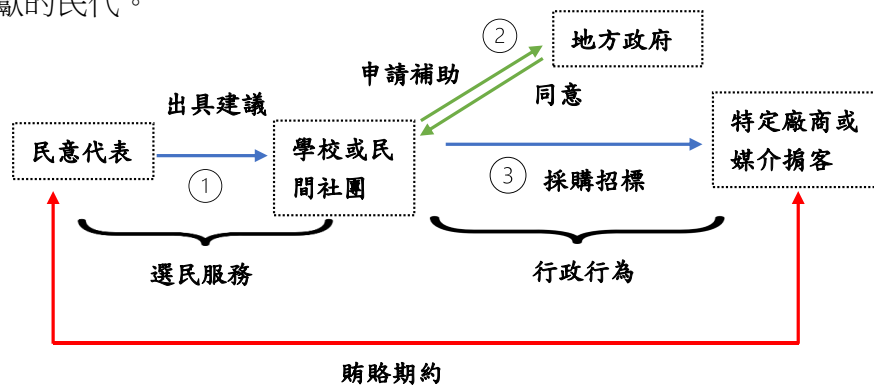 獻的民代。
②
地方政府
申請補助
同意
出具建議
民意代表
學校或民
間社團
特定廠商或
媒介掮客
①
③
採購招標
選民服務
行政行為
賄賂期約